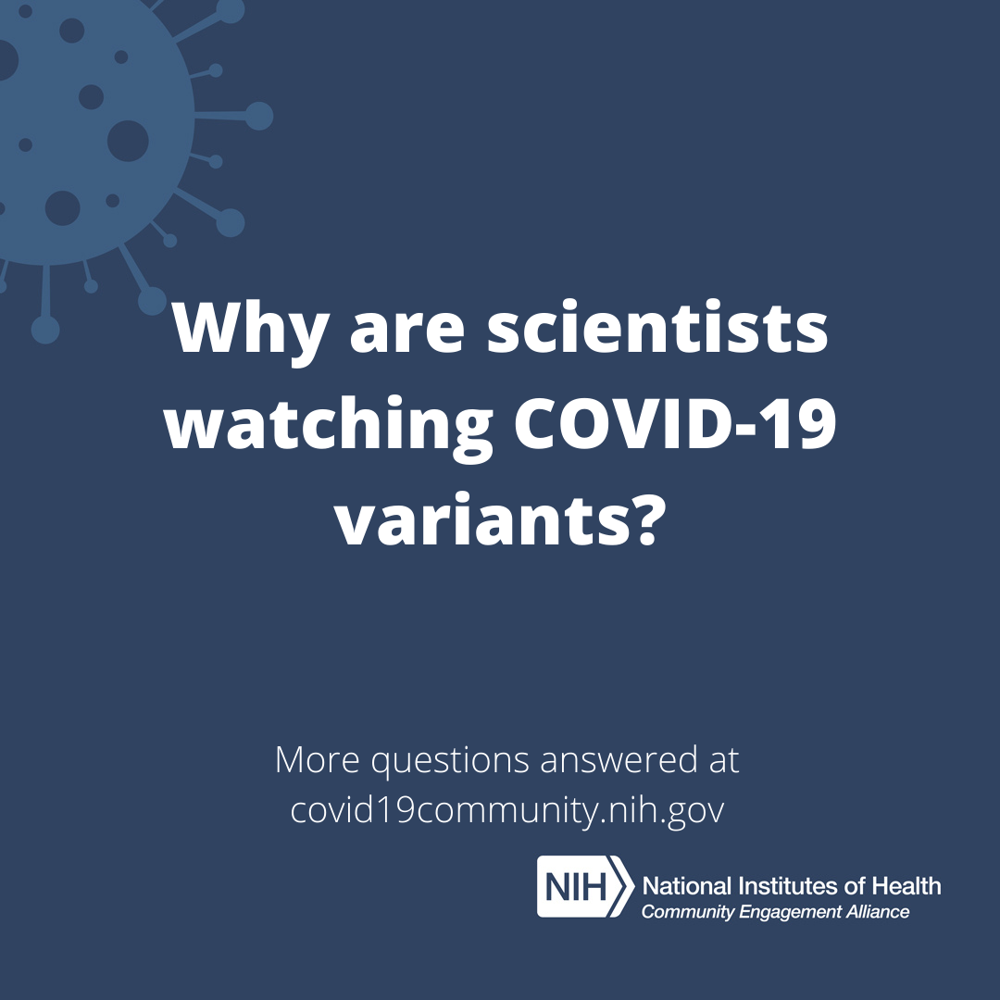 Why are scientists
watching COVID-19
variants?
More questions answered at
covid19community.nih.gov
NIH National Institutes of Health
Community Engagement Alliance